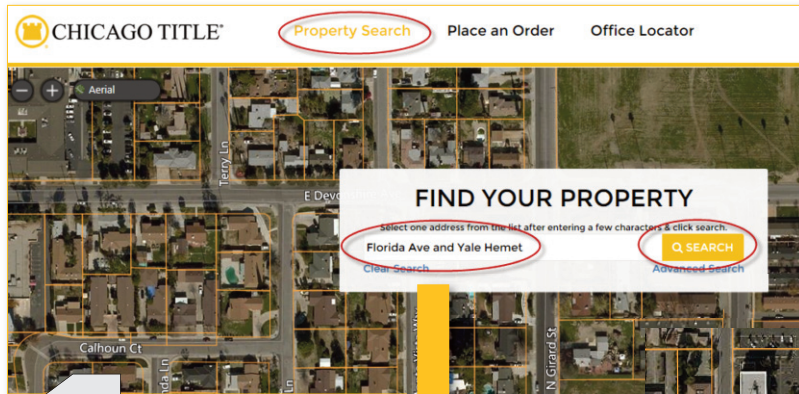 CHICAGO TITLE
Property Search
Place an Order
Office Locator
Aerial
Terry Ln
FIND YOUR PROPERTY
Select one address from the list after entering a few characters & click search.
Florida Ave and Yale Hemet
SEARCH
Clear Search
Advanced Search
Calhoun Ct
Ln
N Girard St